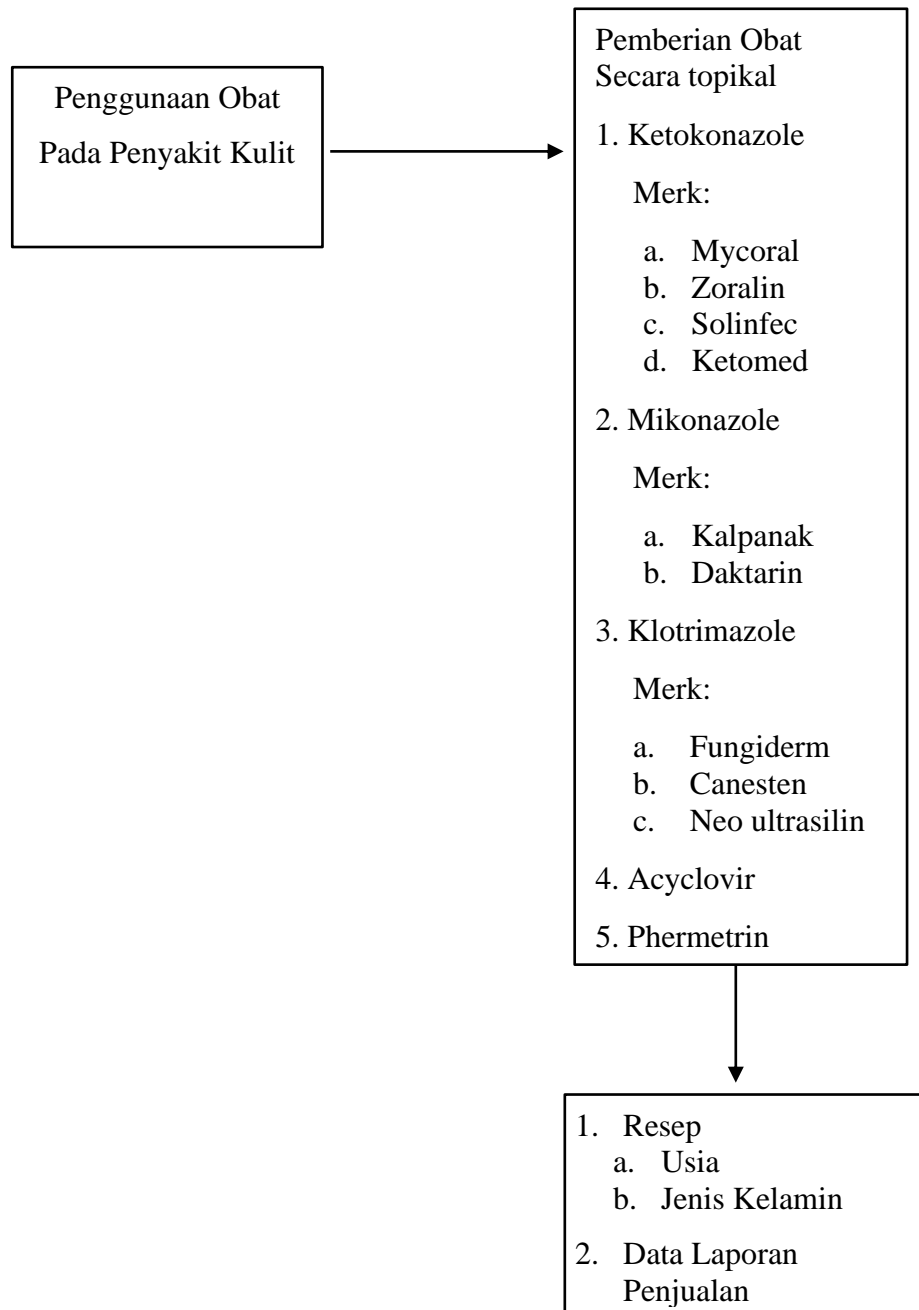 Penggunaan Obat
Pada Penyakit Kulit
Pemberian Obat
Secara topikal
1. Ketokonazole
Merk:
a. Mycoral
b. Zoralin
c. Solinfec
d. Ketomed
2. Mikonazole
Merk:
a. Kalpanak
b. Daktarin
3. Klotrimazole
Merk:
a. Fungiderm
b. Canesten
c. Neo ultrasilin
4. Acyclovir
5. Phermetrin
1. Resep
a. Usia
b. Jenis Kelamin
2. Data Laporan
Penjualan